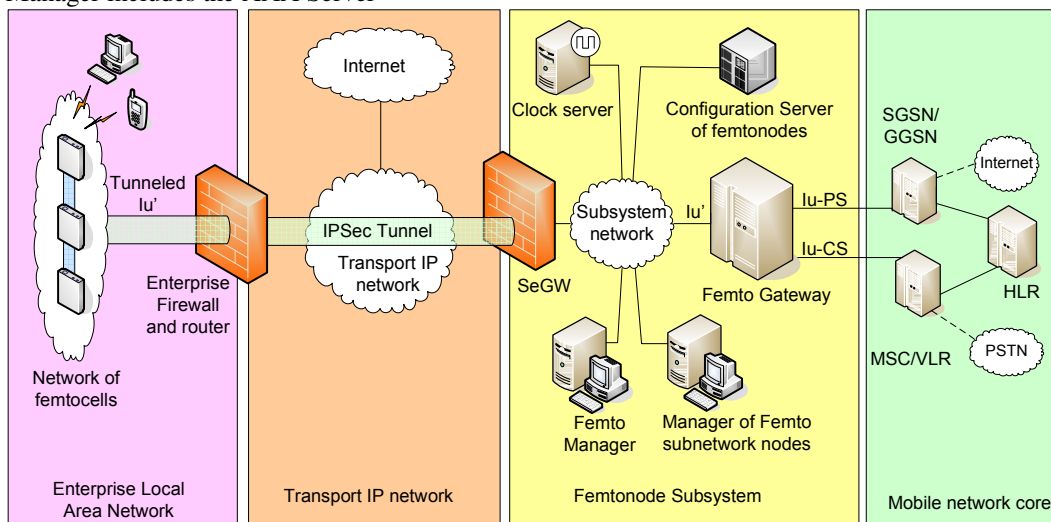 Manager includes the
Internet
Clock server
Configuration Server
of femtonodes
SGSN/
GGSN
Internet
Tunneled
Iu'
IPSec Tunnel
Transport IP
network
Subsystem
network
Iu'
Iu-PS
Iu-CS
Enterprise
Firewall
and router
SeGW
Femto Gateway
HLR
MSC/VLR
PSTN
Network of
femtocells
Femto
Manager
Manager of Femto
subnetwork nodes
Enterprise Local
Area Network
Transport IP network
Femtonode Subsystem
Mobile network core